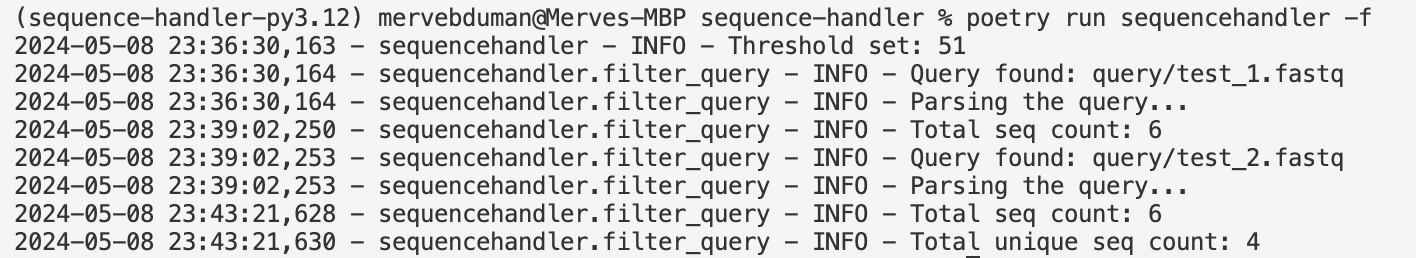 (sequence-handler-py3.12) mervebduman@Merves-MBP sequence-handler % poetry run sequencehandler -f
2024-05-08 23:36:30,163 - sequencehandler - INFO - Threshold set: 51
2024-05-08 23:36:30,164 - sequencehandler.filter_query - INFO - Query found: query/test_1.fastq
2024-05-08 23:36:30,164 - sequencehandler.filter_query - INFO - Parsing the query...
2024-05-08 23:39:02,250 - sequencehandler.filter_query - INFO - Total seq count: 6
2024-05-08 23:39:02,253 - sequencehandler.filter_query - INFO - Query found: query/test_2.fastq
2024-05-08 23:39:02,253 - sequencehandler.filter_query - INFO - Parsing the query...
2024-05-08 23:43:21,628 - sequencehandler.filter_query - INFO - Total seq count: 6
2024-05-08 23:43:21,630 - sequencehandler.filter_query - INFO - Total unique seq count: 4